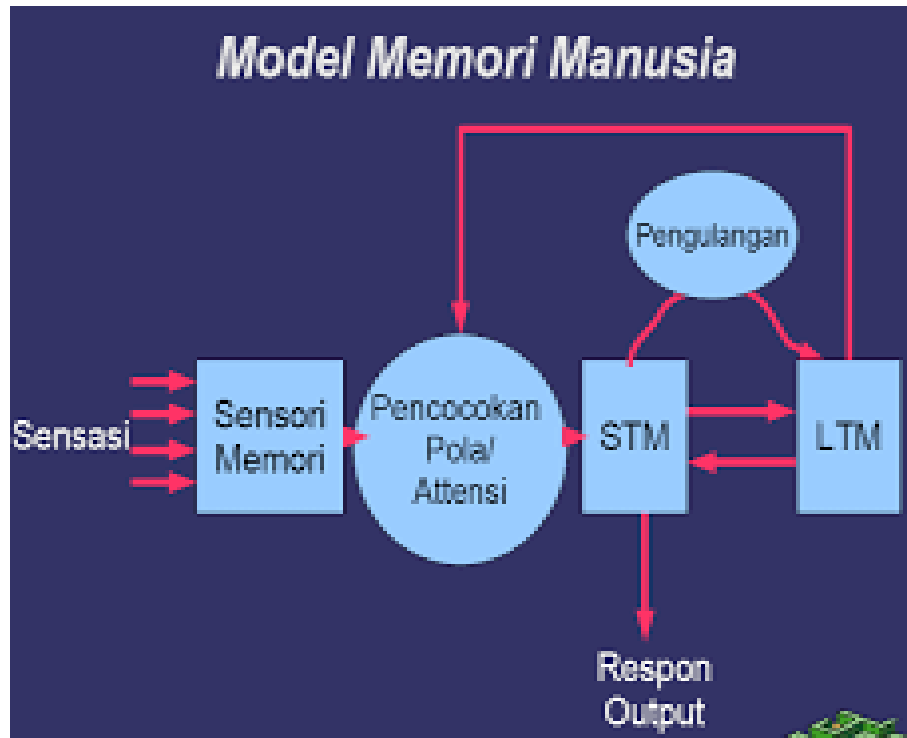 Model Memori Manusia
Pengulangan
Sensasi
Sensori
Memori
Pencocokan
Pola/
Attensi
STM
LTM
Respon
Output